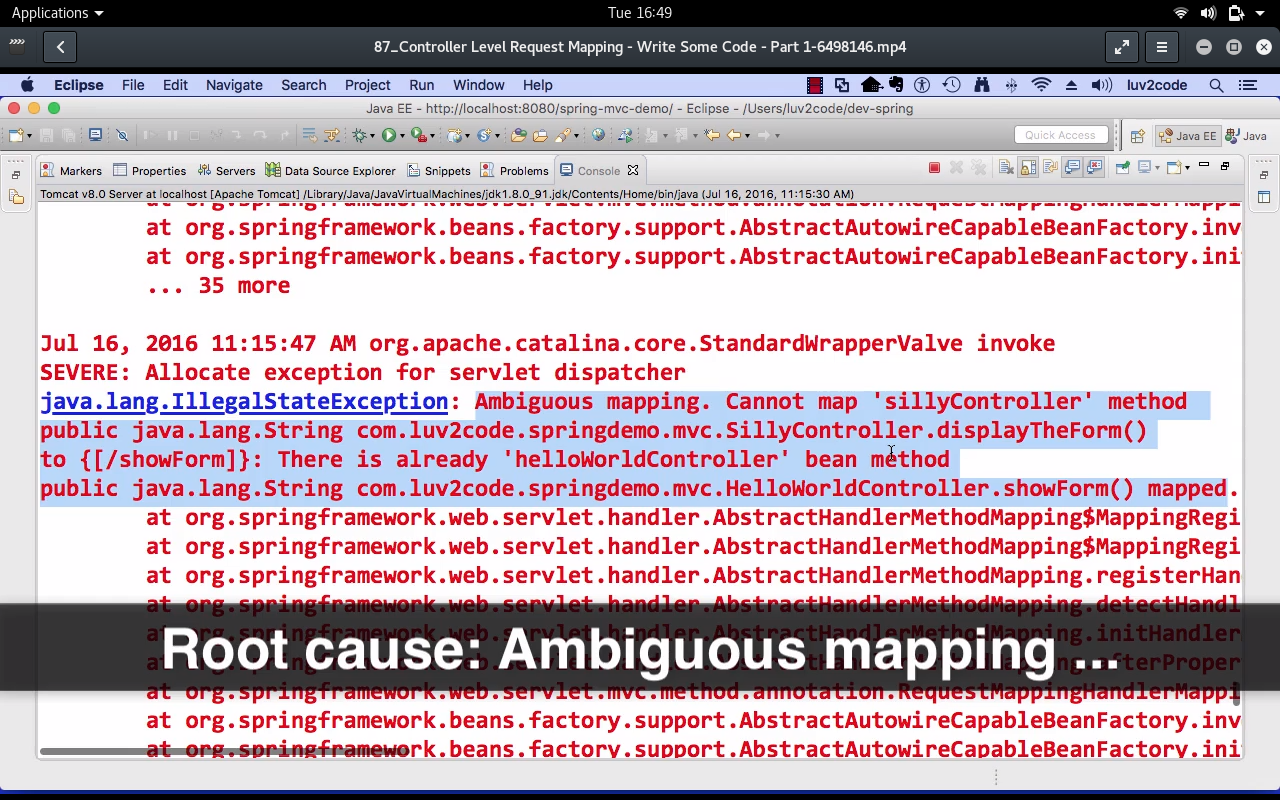 Applications
Tue 16:49
87_Controller Level Request Mapping - Write Some Code - Part 1-6498146.mp4
Eclipse File Edit Navigate Search Project Run Window Help luv2code
Java EE - http://localhost:8080/spring-mvc-demo/ - Eclipse - /Users/luv2code/dev-spring
Quick Access Java EE Java
Markers Properties Servers Data Source Explorer Snippets Problems Console
Tomcat v8.0 Server at localhost [Apache Tomcat] /Library/Java/JavaVirtualMachines/jdk1.8.0_91.jdk/Contents/Home/bin/java (Jul 16, 2016, 11:15:30 AM)
at org.springframework.beans.factory.support.AbstractAutowireCapableBeanFactory.inv
at org.springframework.beans.factory.support.AbstractAutowireCapableBeanFactory.ini
... 35 more
Jul 16, 2016 11:15:47 AM org.apache.catalina.core.StandardWrapperValve invoke
SEVERE: Allocate exception for servlet dispatcher
java.lang.IllegalStateException: Ambiguous mapping. Cannot map 'sillyController' method
public java.lang.String com.luv2code.springdemo.mvc.SillyController.displayTheForm()
to {[/showForm]}: There is already 'helloWorldController' bean method
public java.lang.String com.luv2code.springdemo.mvc.HelloWorldController.showForm() mapped.
at org.springframework.web.servlet.handler.AbstractHandlerMethodMapping$MappingRegi
at org.springframework.web.servlet.handler.AbstractHandlerMethodMapping$MappingRegi
at org.springframework.web.servlet.handler.AbstractHandlerMethodMapping.registerHan
at org.springframework.web.servlet.handler.AbstractHandlerMethodMapping.detectHandl
Root cause: Ambiguous mapping ...
at org.springframework.web.servlet.mvc.method.annotation.RequestMappingHandlerMappi
at org.springframework.beans.factory.support.AbstractAutowireCapableBeanFactory.inv
at org.springframework.beans.factory.support.AbstractAutowireCapableBeanFactory.ini